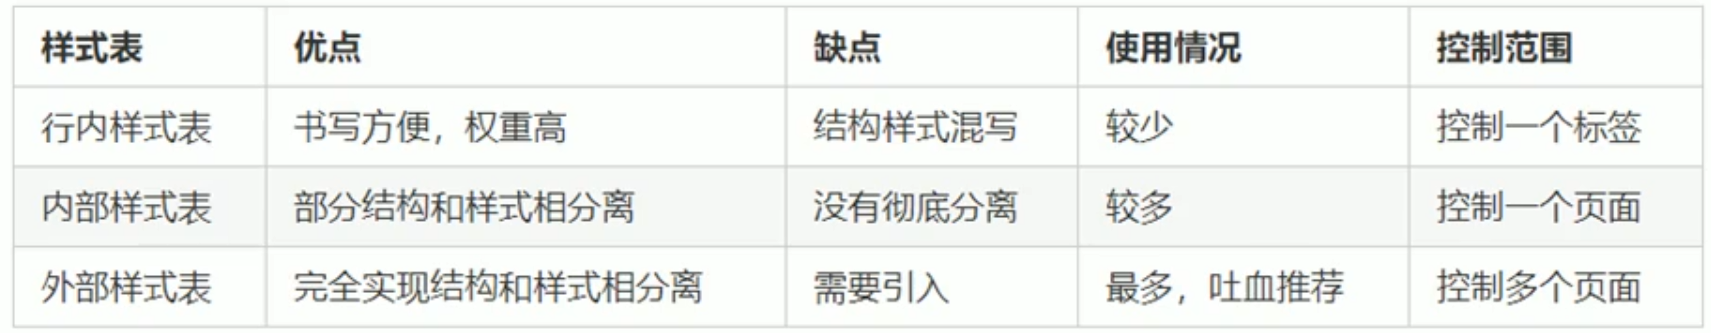 样式表 优点 缺点 使用情况 控制范围
行内样式表 书写方便，权重高 结构样式混写 较少 控制一个标签
内部样式表 部分结构和样式相分离 没有彻底分离 较多 控制一个页面
外部样式表 完全实现结构和样式相分离 需要引入 最多，吐血推荐 控制多个页面